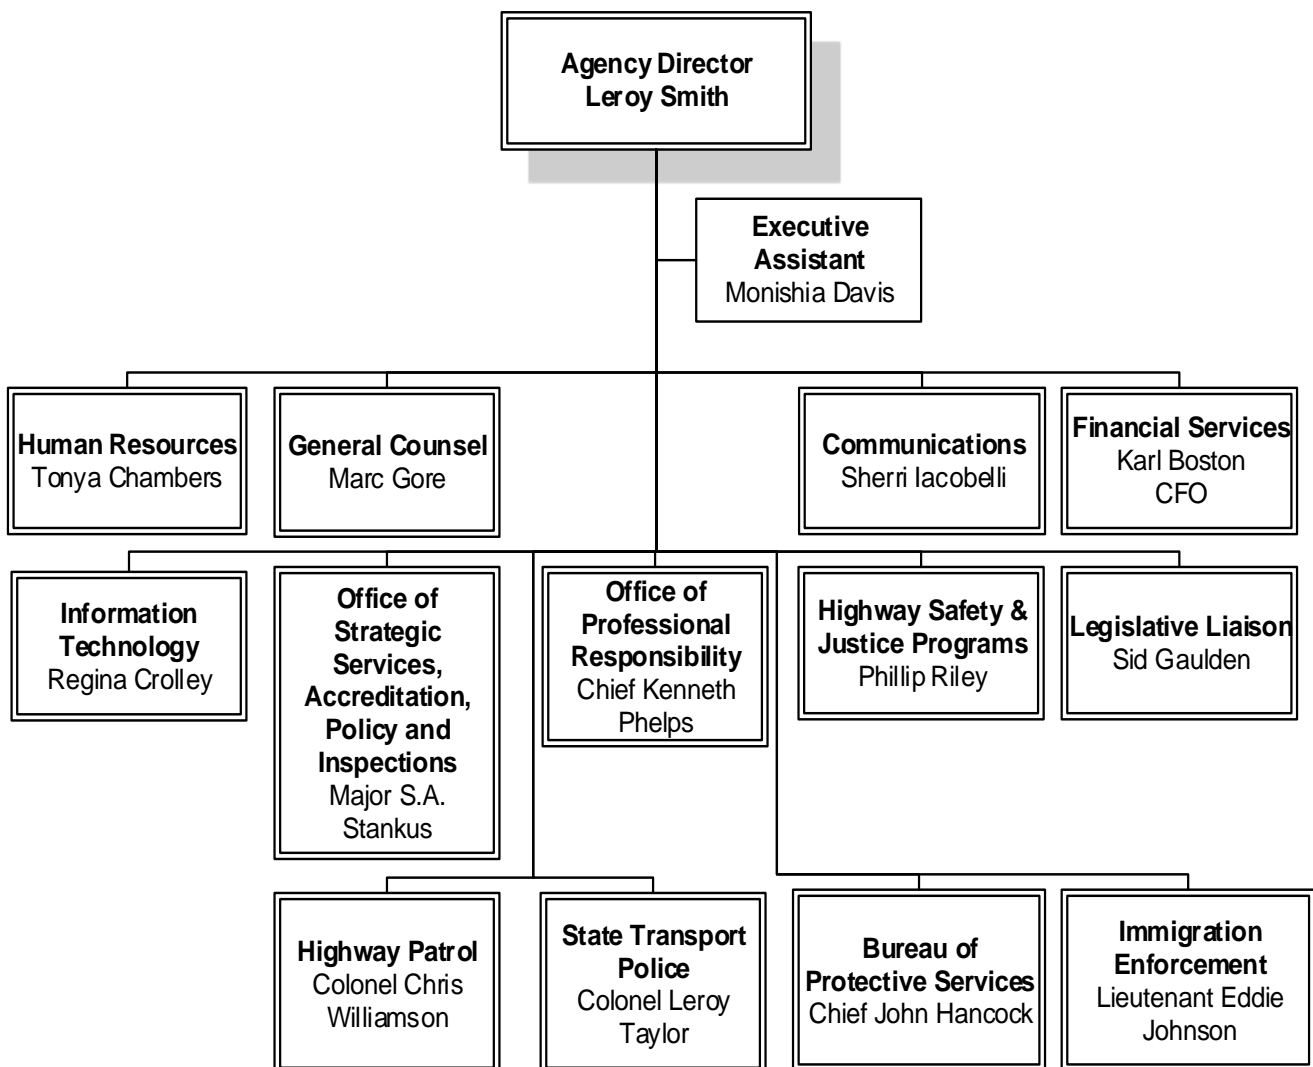 Agency Director
Leroy Smith
Executive
Assistant
Monishia Davis
Human Resources
Tonya Chambers
General Counsel
Marc Gore
Communications
Sherri Iacobelli
Financial Services
Karl Boston
CFO
Information
Technology
Regina Crolley
Office of
Strategic
Services,
Accreditation,
Policy and
Inspections
Major S.A.
Stankus
Office of
Professional
Responsibility
Chief Kenneth
Phelps
Highway Safety &
Justice Programs
Phillip Riley
Legislative Liaison
Sid Gaulden
Highway Patrol
Colonel Chris
Williamson
State Transport
Police
Colonel Leroy
Taylor
Bureau of
Protective Services
Chief John Hancock
Immigration
Enforcement
Lieutenant Eddie
Johnson